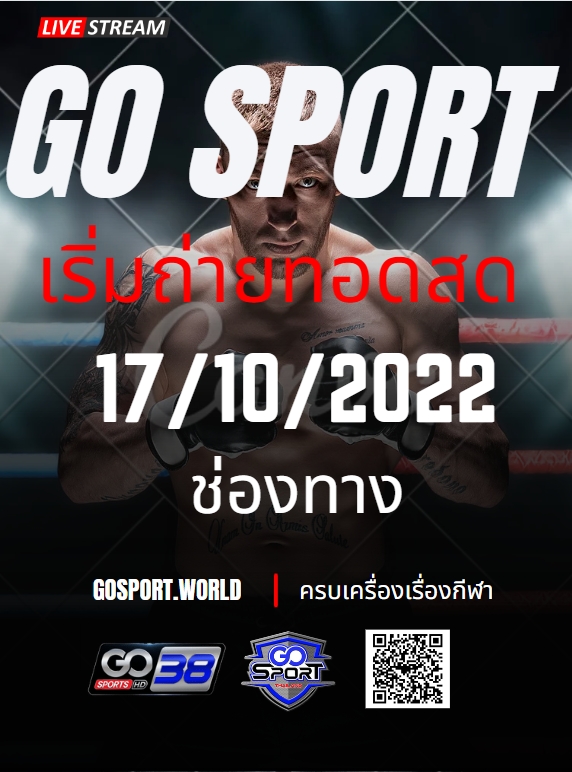 LIVE STREAM
GO SPORT
เริ่มถ่ายทอดสด
17/10/2022
ช่องทาง
GOSPORT.WORLD | ครบเครื่องเรื่องกีฬา
GO 38
SPORTS HD
GO
SPORT